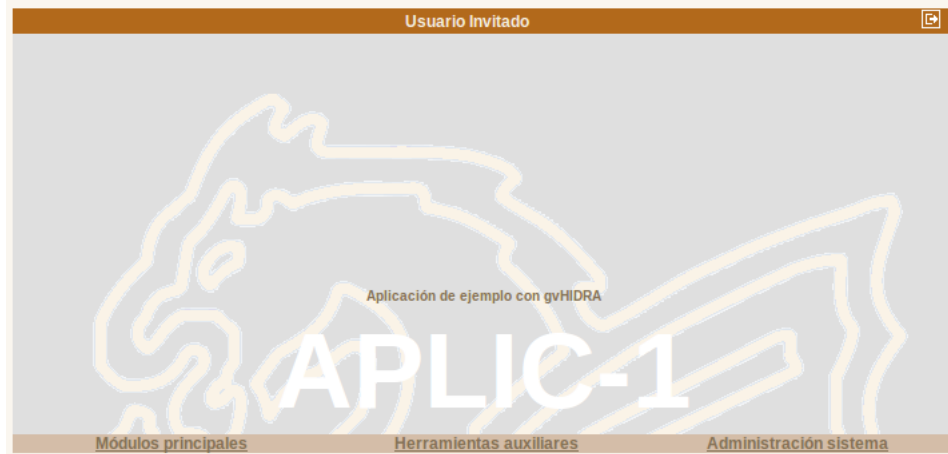 Usuario Invitado
Aplicación de ejemplo con gvHIDRA
APLIC-1
Módulos principales Herramientas auxiliares Administración sistema